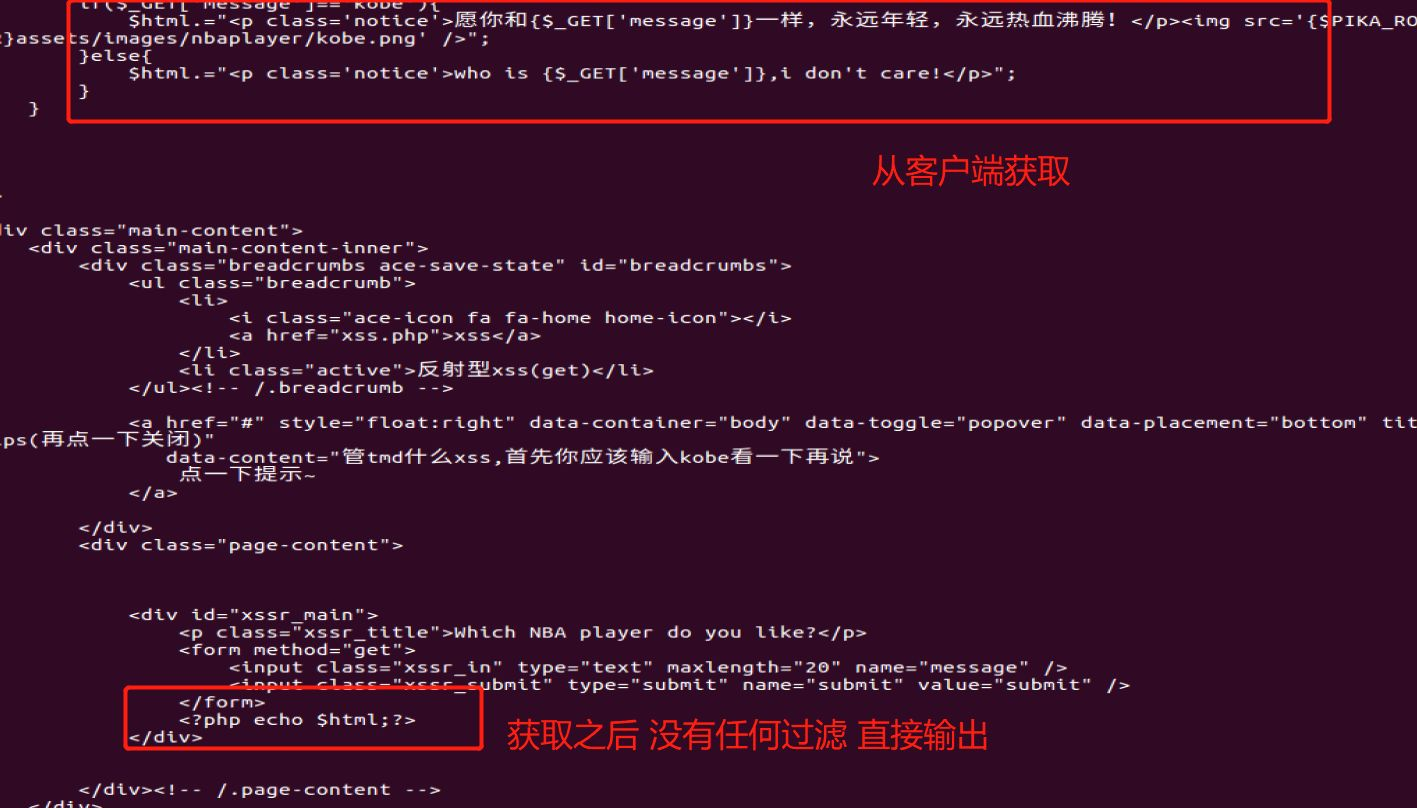 if($_GET['message']=='kobe'){
$html.="<p class='notice'>愿你和{$_GET['message']}一样，永远年轻，永远热血沸腾！</p><img src='{$PIKA_RO
}assets/images/nbaplayer/kobe.png' />";
}else{
$html.="<p class='notice'>who is {$_GET['message']},i don't care!</p>";
}
}
从客户端获取
iv class="main-content">
<div class="main-content-inner">
<div class="breadcrumbs ace-save-state" id="breadcrumbs">
<ul class="breadcrumb">
<li>
<i class="ace-icon fa fa-home home-icon"></i>
<a href="xss.php">xss</a>
</li>
<li class="active">反射型xss(get)</li>
</ul><!-- /.breadcrumb -->
<a href="#" style="float:right" data-container="body" data-toggle="popover" data-placement="bottom" tit
ps(再点一下关闭)"
data-content="管tmd什么xss,首先你应该输入kobe看一下再说">
点一下提示~
</a>
</div>
<div class="page-content">
<div id="xssr_main">
<p class="xssr_title">Which NBA player do you like?</p>
<form method="get">
<input class="xssr_in" type="text" maxlength="20" name="message" />
<input class="xssr_submit" type="submit" name="submit" value="submit" />
</form>
<?php echo $html;?>
</div>
获取之后 没有任何过滤 直接输出
</div><!-- /.page-content -->
</div>